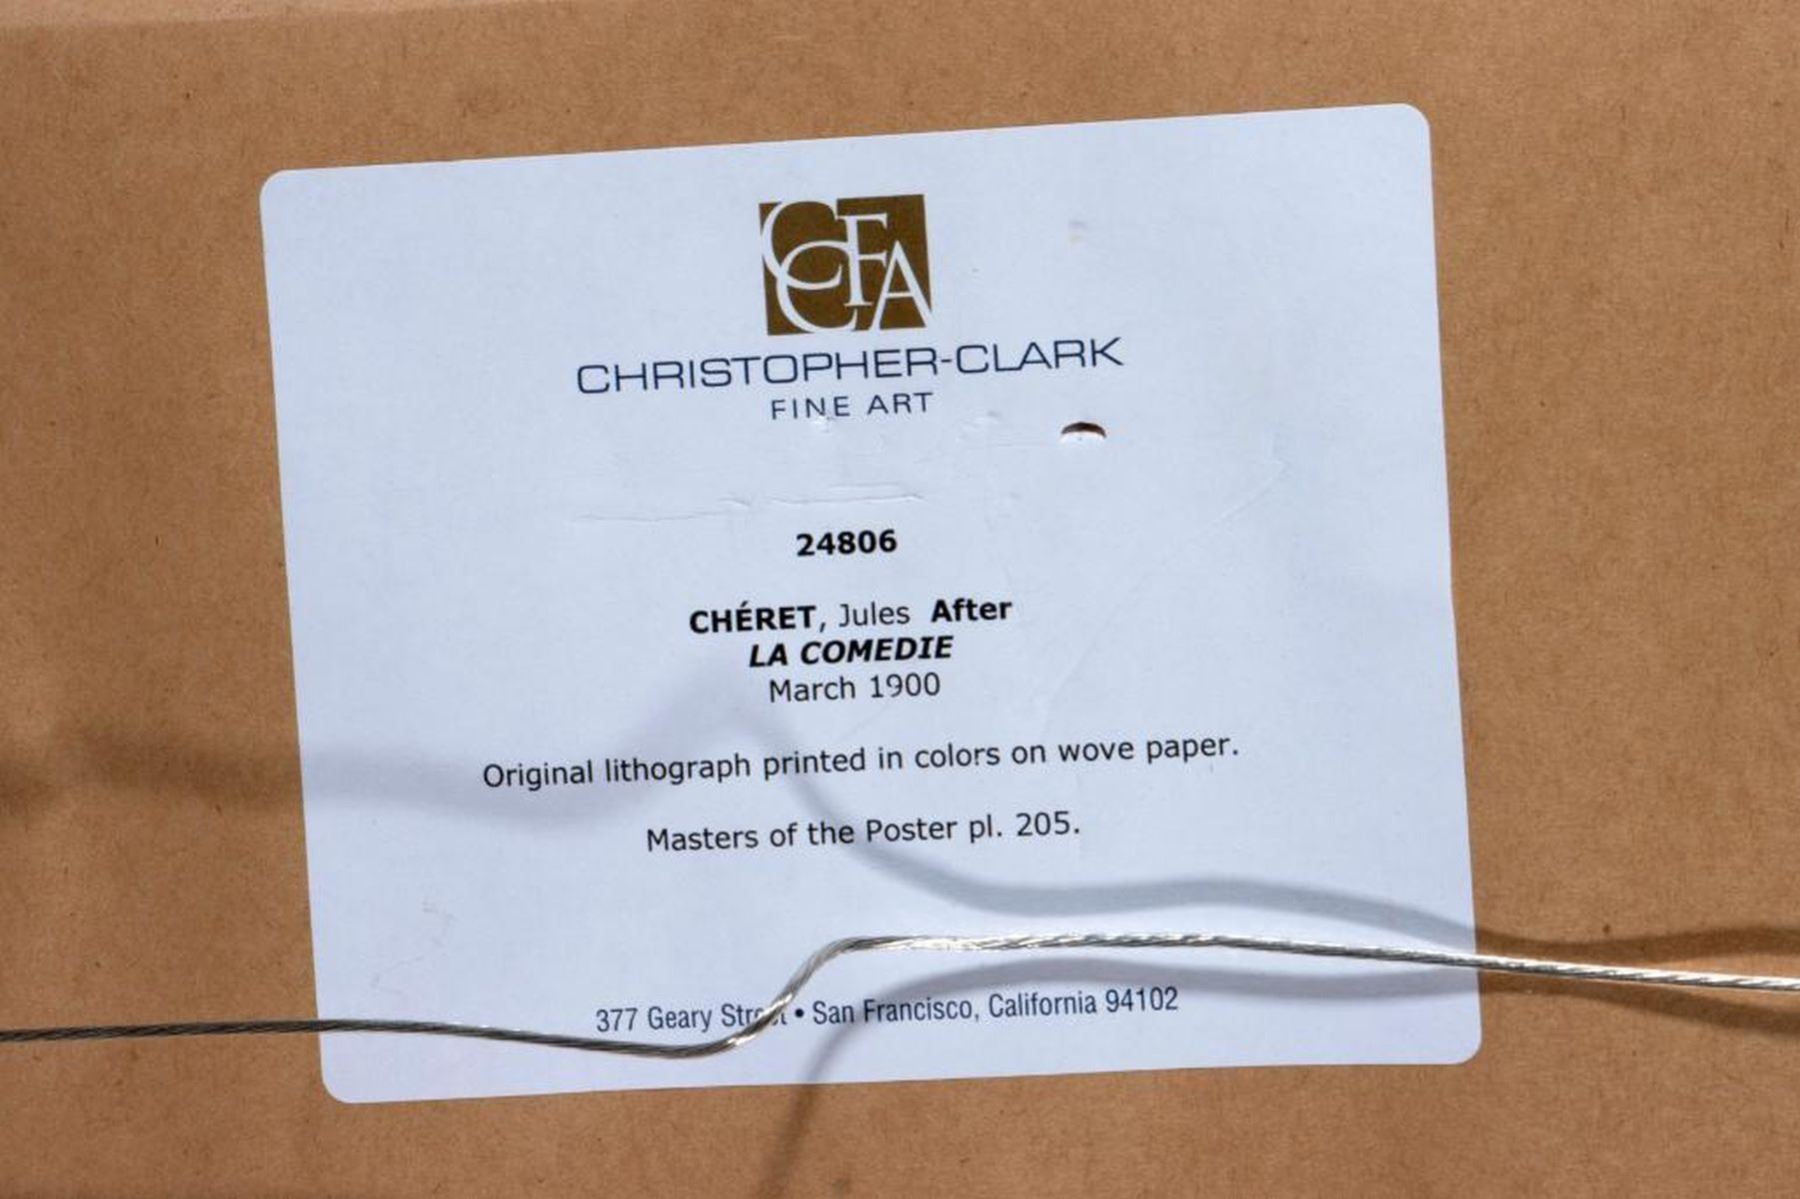 CCFA
CHRISTOPHER-CLARK
FINE ART
24806
CHÉRET, Jules After
LA COMEDIE
March 1900
Original lithograph printed in colors on wove paper.
Masters of the Poster pl. 205.
377 Geary Street • San Francisco, California 94102